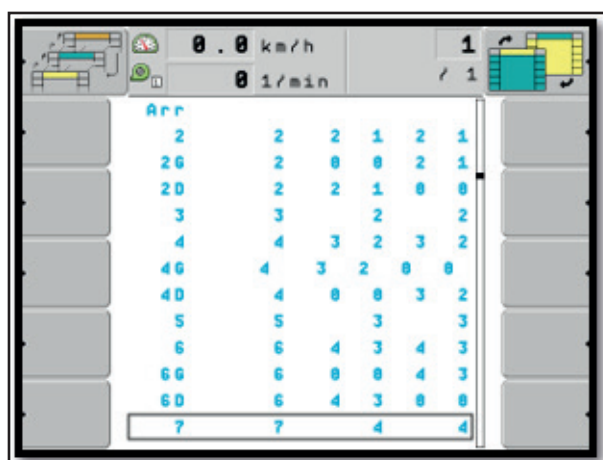 0.0 km/h 1
0 1/min / 1
Arr
2 2 2 1 2 1
2G 2 0 0 2 1
2D 2 2 1 0 0
3 3 2 2
4 4 3 2 3 2
4G 4 3 2 0 0
4D 4 0 0 3 2
5 5 3 3
6 6 4 3 4 3
6G 6 0 0 4 3
6D 6 4 3 0 0
7 7 4 4